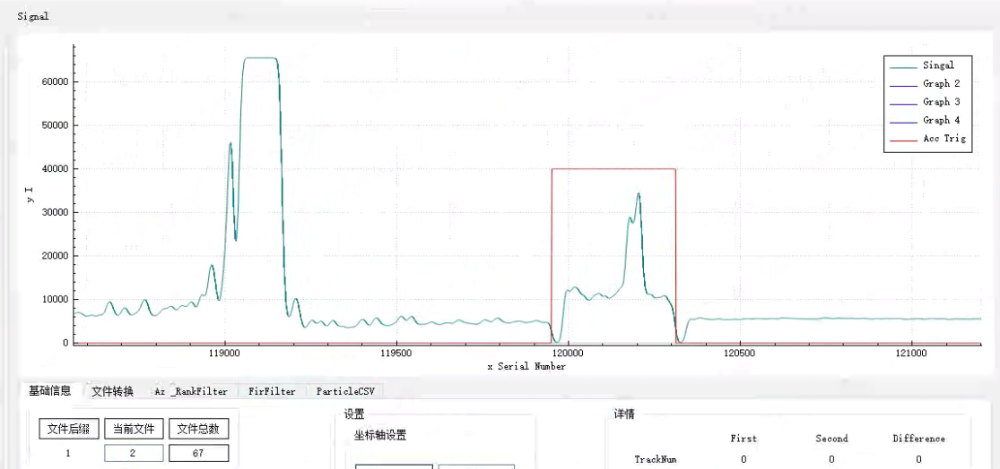 Signal
60000
50000
40000
30000
20000
10000
0
y I
119000 119500 120000 120500 121000
x Serial Number
Singal
Graph 2
Graph 3
Graph 4
Acc Trig
基础信息 文件转换 Az _RankFilter FirFilter ParticleCSV
文件后缀 当前文件 文件总数
1 2 67
设置
坐标轴设置
详情
First Second Difference
TrackNum 0 0 0